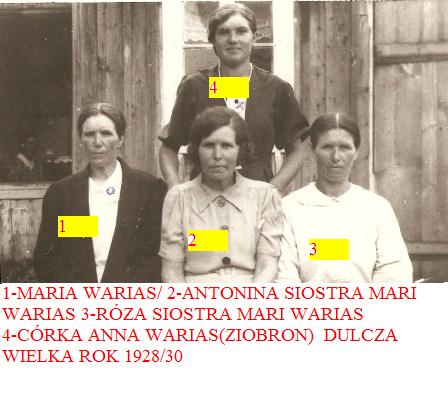 4
1
2
3
1-MARIA WARIAS/ 2-ANTONINA SIOSTRA MARI
WARIAS 3-RÓZA SIOSTRA MARI WARIAS
4-CÓRKA ANNA WARIAS(ZIOBRON) DULCZA
WIELKA ROK 1928/30